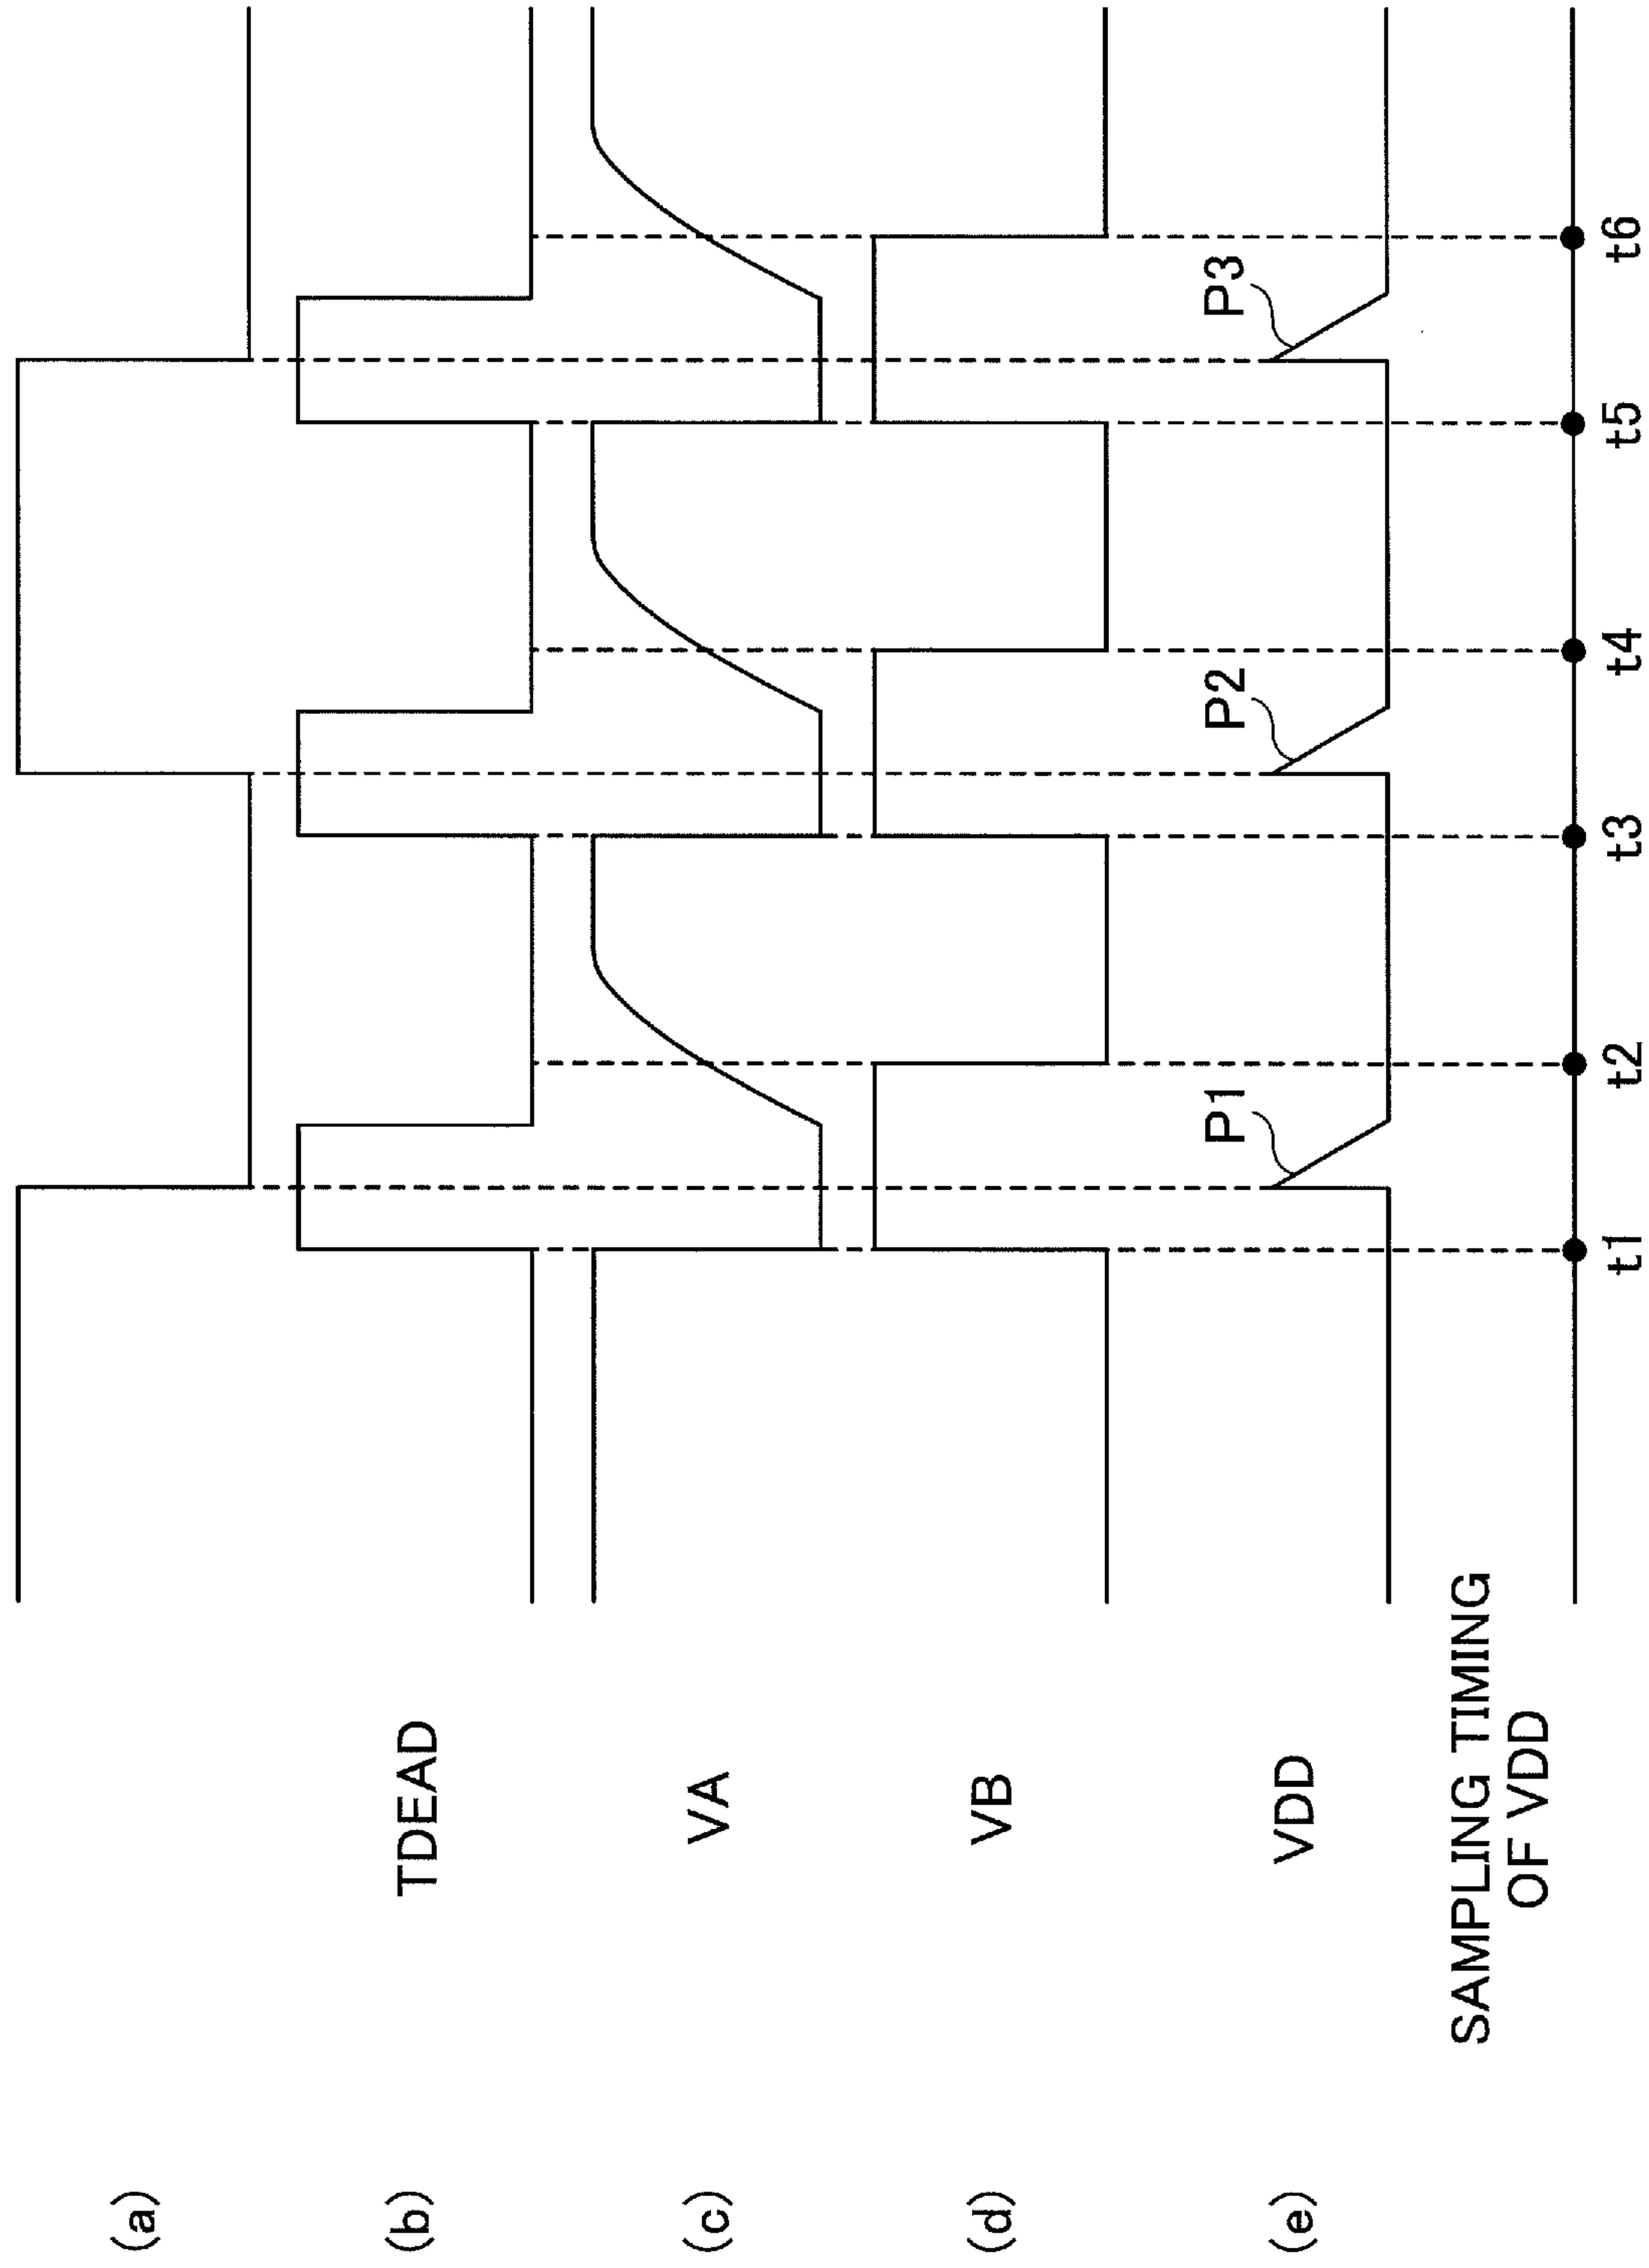 (a)
(b) TDEAD
(c) VA
(d) VB
(e) VDD
P1 P2 P3
SAMPLING TIMING
OF VDD
t1 t2 t3 t4 t5 t6